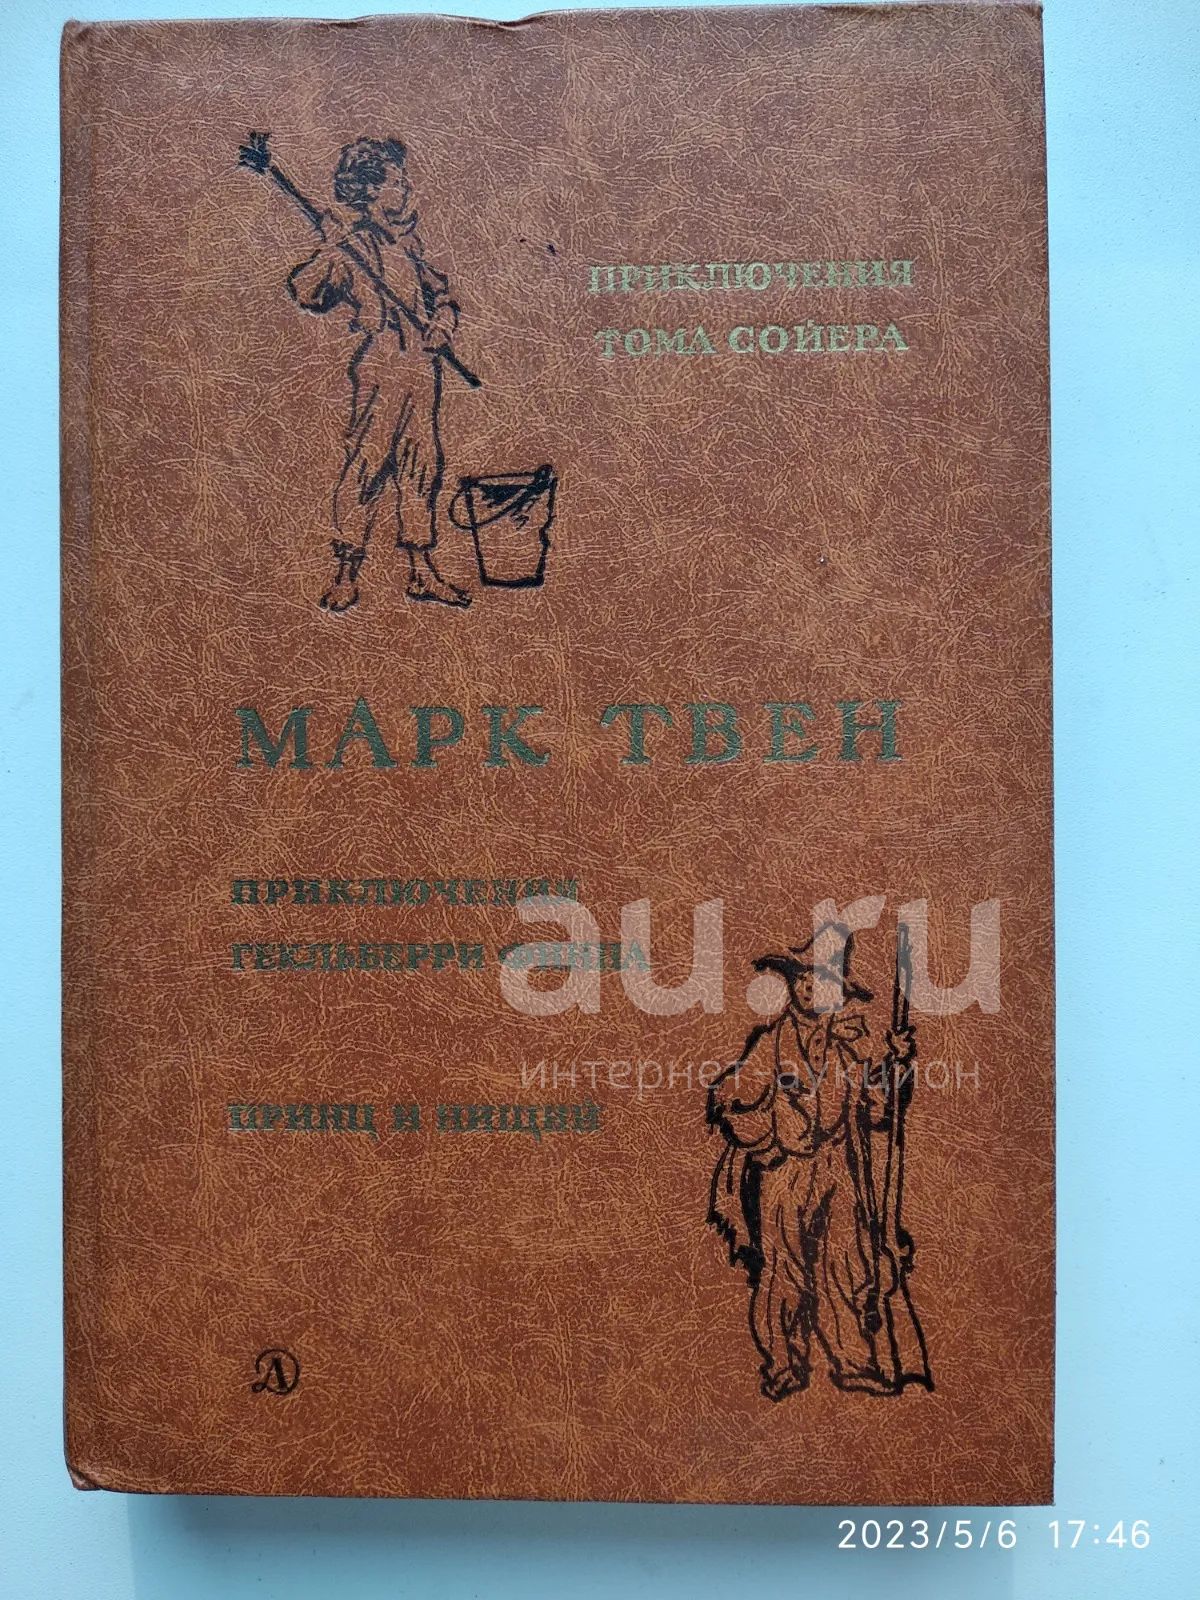 ПРИКЛЮЧЕНИЯ
ТОМА СОЙЕРА
МАРК ТВЕН
ПРИКЛЮЧЕНИЯ
ГЕКЛЬБЕРРИ ФИННА
au.ru
интернет-аукцион
ПРИНЦ И НИЩИЙ
Д
2023/5/6 17:46